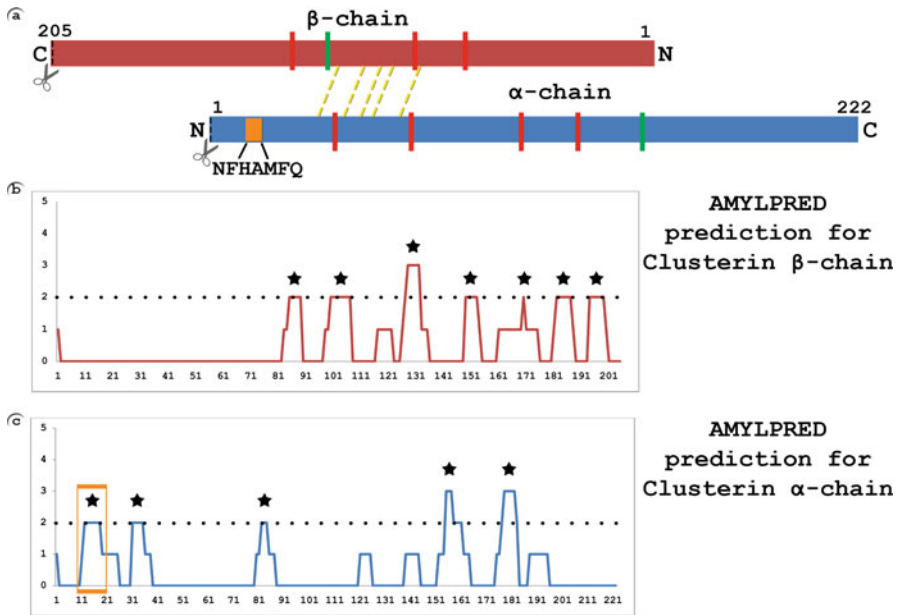 a
β-chain
205
1
C
N
1
α-chain
222
N
C
NFHAMFQ
b
AMYLPRED
prediction for
Clusterin β-chain
5
4
3
2
1
0
1 11 21 31 41 51 61 71 81 91 101 111 121 131 141 151 161 171 181 191 201
c
AMYLPRED
prediction for
Clusterin α-chain
5
4
3
2
1
0
1 11 21 31 41 51 61 71 81 91 101 111 121 131 141 151 161 171 181 191 201 211 221